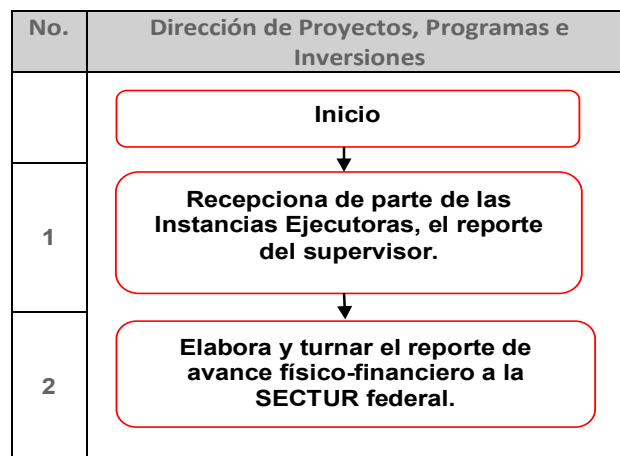 No.
Dirección de Proyectos, Programas e
Inversiones
Inicio
1
Recepciona de parte de las
Instancias Ejecutoras, el reporte
del supervisor.
2
Elabora y turnar el reporte de
avance físico-financiero a la
SECTUR federal.